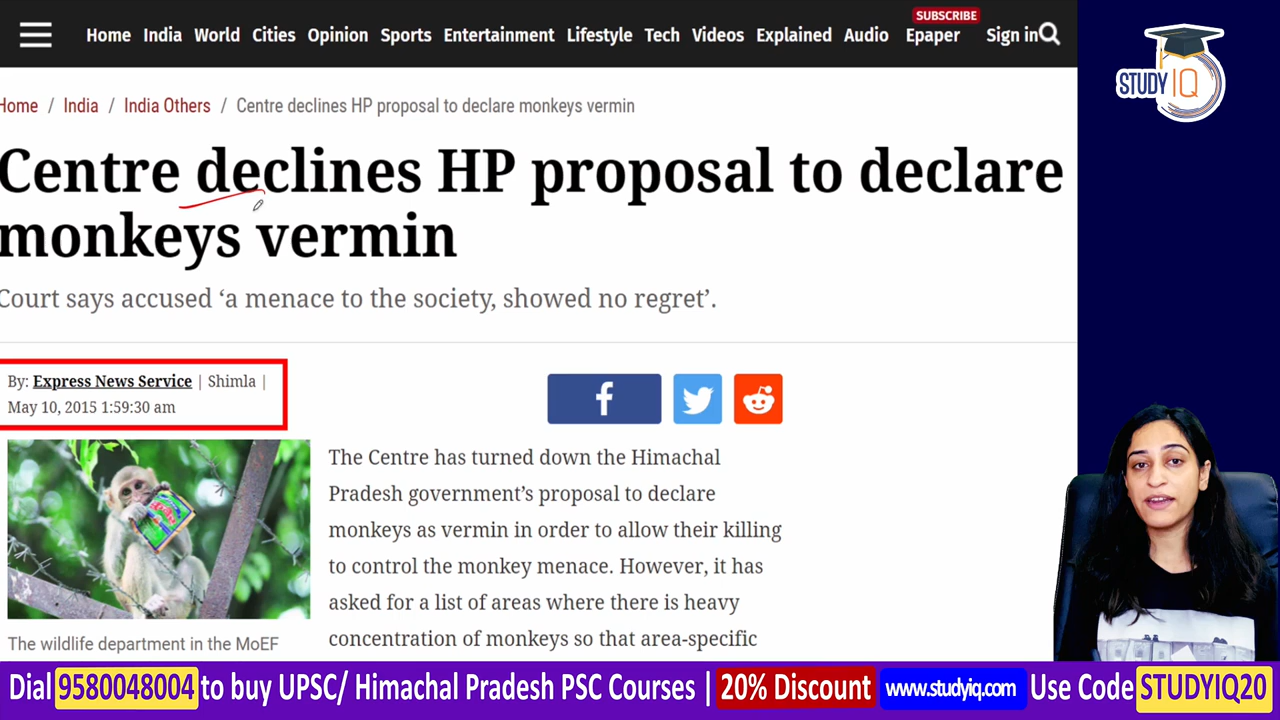 SUBSCRIBE
Home India World Cities Opinion Sports Entertainment Lifestyle Tech Videos Explained Audio Epaper Sign in
STUDY IQ
Home / India / India Others / Centre declines HP proposal to declare monkeys vermin
Centre declines HP proposal to declare
monkeys vermin
Court says accused ‘a menace to the society, showed no regret’.
By: Express News Service | Shimla |
May 10, 2015 1:59:30 am
The wildlife department in the MoEF
The Centre has turned down the Himachal
Pradesh government’s proposal to declare
monkeys as vermin in order to allow their killing
to control the monkey menace. However, it has
asked for a list of areas where there is heavy
concentration of monkeys so that area-specific
Dial 9580048004 to buy UPSC/ Himachal Pradesh PSC Courses | 20% Discount www.studyiq.com Use Code STUDYIQ20